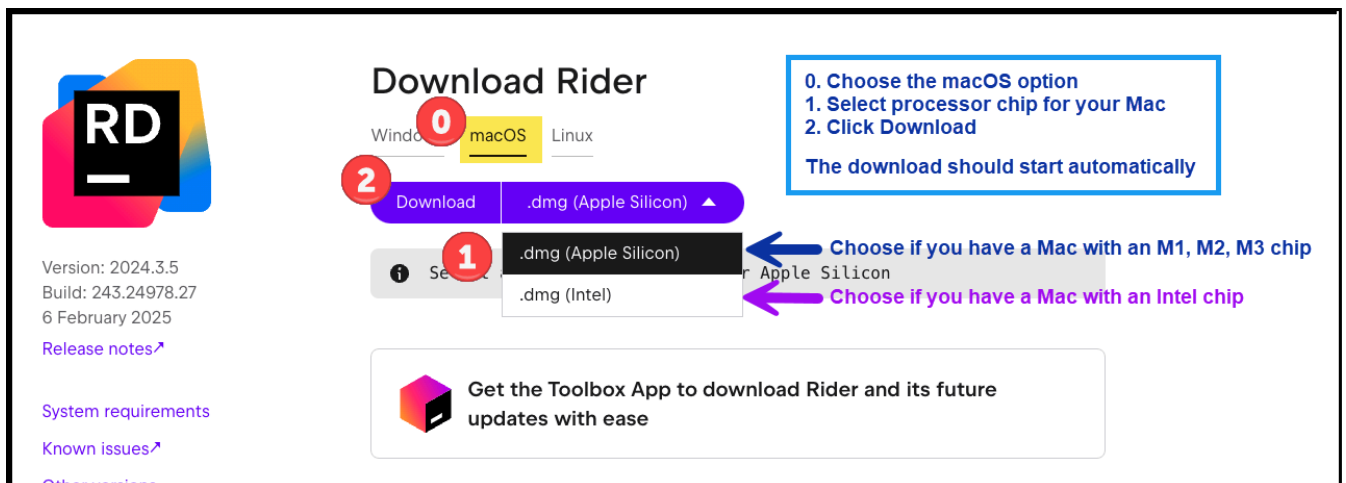 RD
Download Rider
0. Choose the macOS option
1. Select processor chip for your Mac
2. Click Download
The download should start automatically
0
macOS
Linux
2
Download
.dmg (Apple Silicon)
1
.dmg (Apple Silicon)
Choose if you have a Mac with an M1, M2, M3 chip
Apple Silicon
.dmg (Intel)
Choose if you have a Mac with an Intel chip
Version: 2024.3.5
Build: 243.24978.27
6 February 2025
Release notes↗
Get the Toolbox App to download Rider and its future
updates with ease
System requirements
Known issues↗